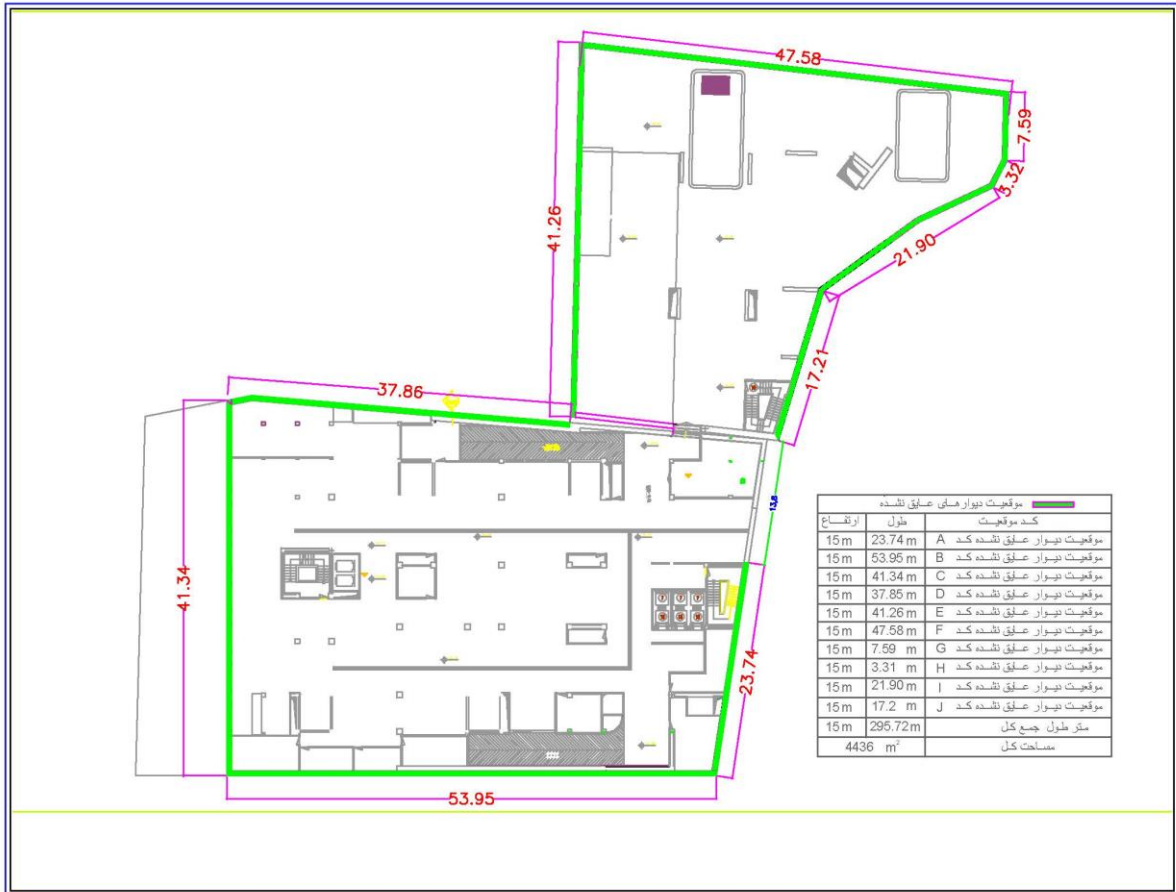 47.58
7.59
3.32
21.90
41.26
17.21
37.86
41.34
13.8
23.74
53.95
موقعیت دیوار های عایق نشده
کد موقعیت طول ارتفاع
موقعیت دیوار عایق نشده کد A 23.74 m 15m
موقعیت دیوار عایق نشده کد B 53.95 m 15m
موقعیت دیوار عایق نشده کد C 41.34 m 15m
موقعیت دیوار عایق نشده کد D 37.85 m 15m
موقعیت دیوار عایق نشده کد E 41.26 m 15m
موقعیت دیوار عایق نشده کد F 47.58 m 15m
موقعیت دیوار عایق نشده کد G 7.59 m 15m
موقعیت دیوار عایق نشده کد H 3.31 m 15m
موقعیت دیوار عایق نشده کد I 21.90 m 15m
موقعیت دیوار عایق نشده کد J 17.2 m 15m
متر طول جمع کل 295.72m 15m
مساحت کل 4436 m²